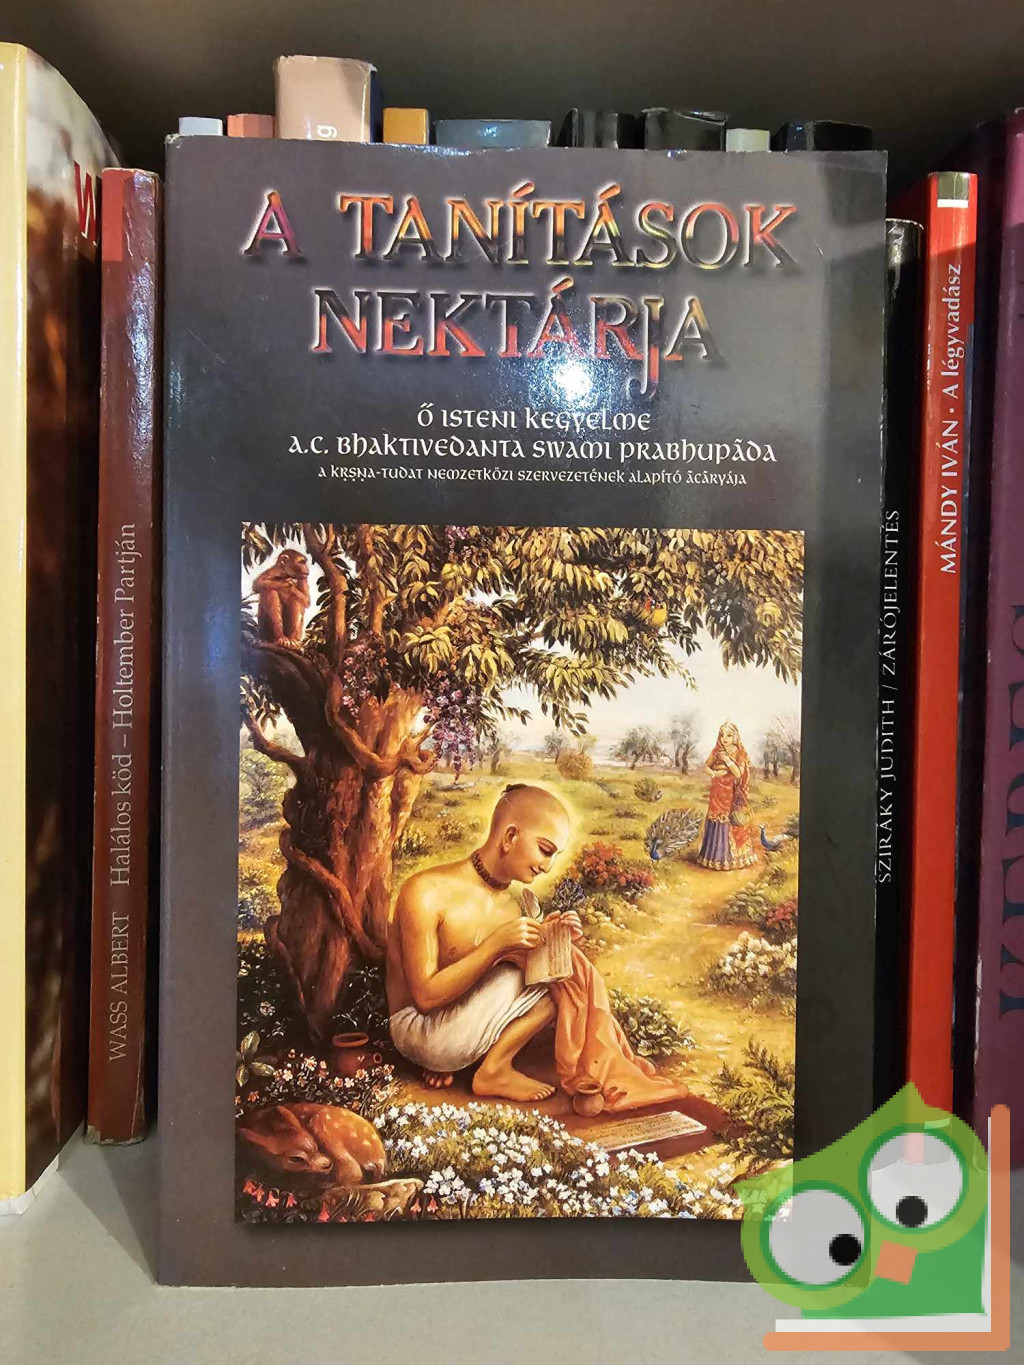 A TANÍTÁSOK
NEKTÁRJA
Ő ISTENI KEGYELME
A.C. BHAKTIVEDANTA SWAMI PRABHUPĀDA
A KṚṢṆA-TUDAT NEMZETKÖZI SZERVEZETÉNEK ALAPÍTÓ ĀCĀRYÁJA
WASS ALBERT Halálos köd – Holtember Partján
SZIRÁKY JUDITH / ZÁRÓJELENTÉS
MÁNDY IVÁN • A légyvadász
g
W